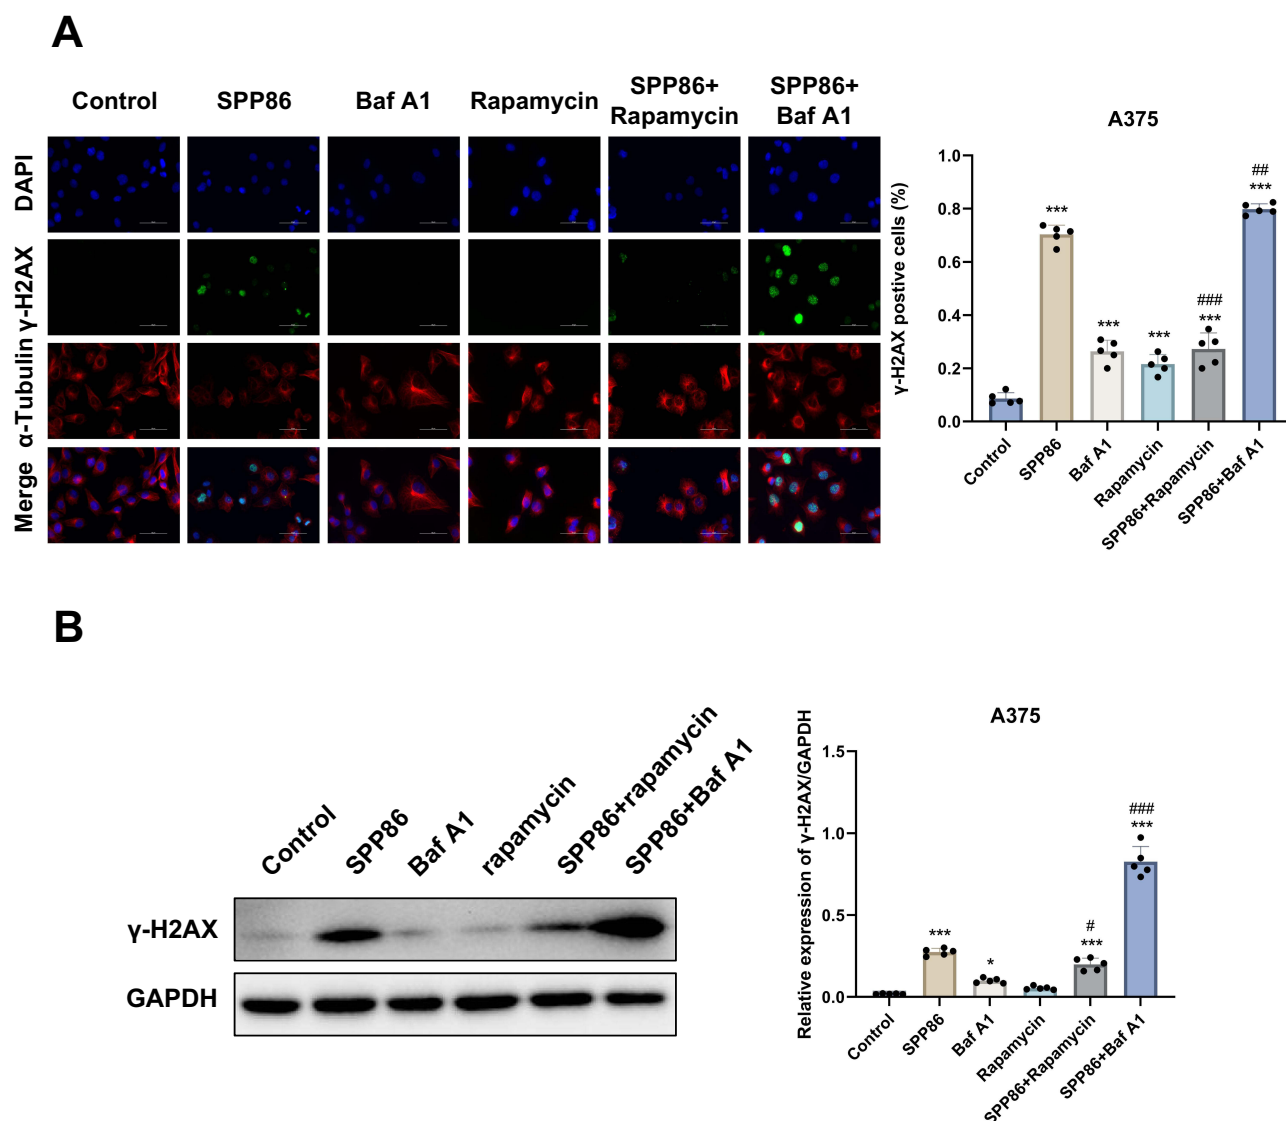 A
Control
SPP86
Baf A1
Rapamycin
SPP86+
Rapamycin
SPP86+
Baf A1
DAPI
γ-H2AX
α-Tubulin
Merge
A375
γ-H2AX postive cells (%)
1.0
0.8
0.6
0.4
0.2
0.0
***
***
***
###
***
##
***
Control
SPP86
Baf A1
Rapamycin
SPP86+Rapamycin
SPP86+Baf A1
B
Control
SPP86
Baf A1
rapamycin
SPP86+rapamycin
SPP86+Baf A1
γ-H2AX
GAPDH
A375
Relative expression of γ-H2AX/GAPDH
1.5
1.0
0.5
0.0
***
*
#
***
###
***
Control
SPP86
Baf A1
Rapamycin
SPP86+Rapamycin
SPP86+Baf A1